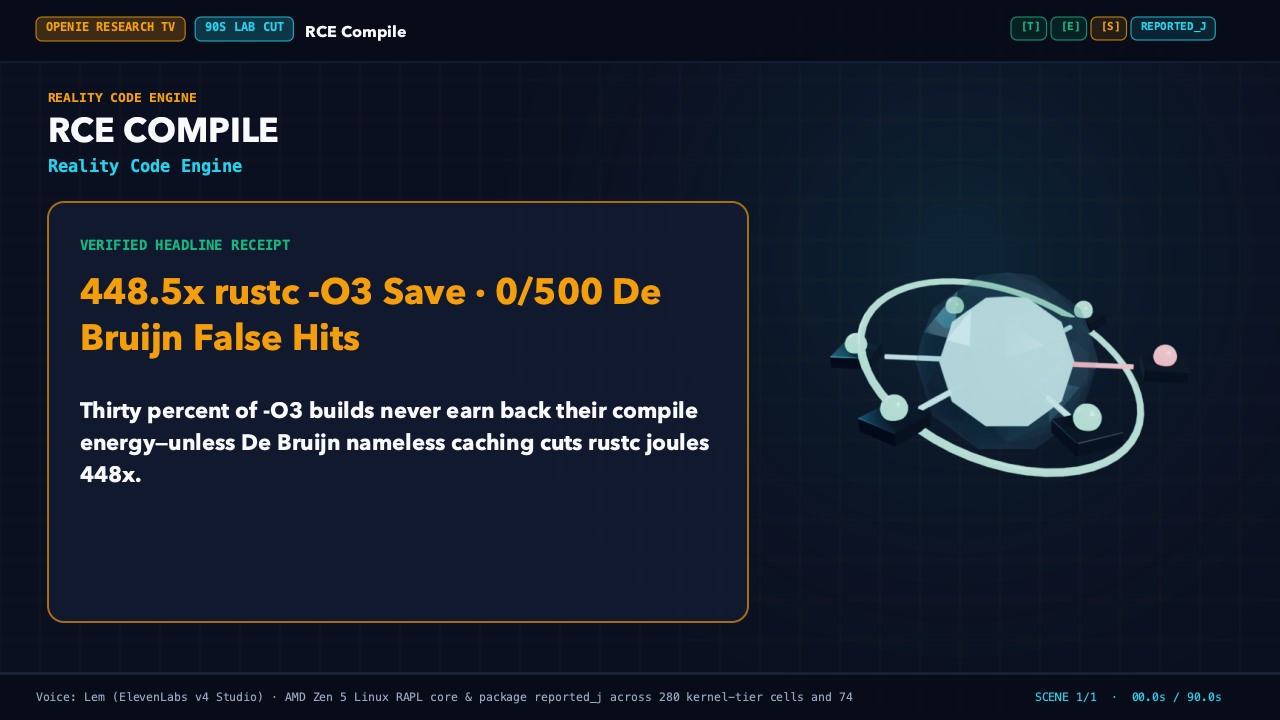 OPENIE RESEARCH TV
90S LAB CUT
RCE Compile
[T]
[E]
[S]
REPORTED_J
REALITY CODE ENGINE
RCE COMPILE
Reality Code Engine
VERIFIED HEADLINE RECEIPT
448.5x rustc -O3 Save · 0/500 De
Bruijn False Hits
Thirty percent of -O3 builds never earn back their compile
energy—unless De Bruijn nameless caching cuts rustc joules
448x.
Voice: Lem (ElevenLabs v4 Studio) · AMD Zen 5 Linux RAPL core & package reported_j across 280 kernel-tier cells and 74
SCENE 1/1 · 00.0s / 90.0s